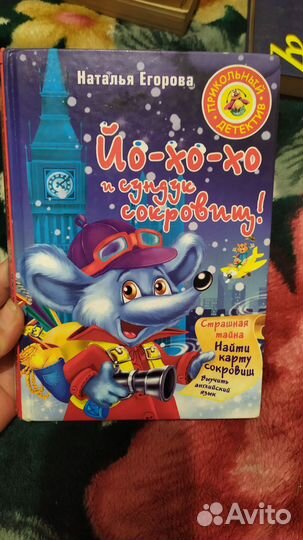 Наталья Егорова
ПРИКОЛЬНЫЙ
ДЕТЕКТИВ
Йо-хо-хо
и сундук
сокровищ!
Страшная
тайна
Найти
карту
сокровищ
Выучить
английский
язык
Avito